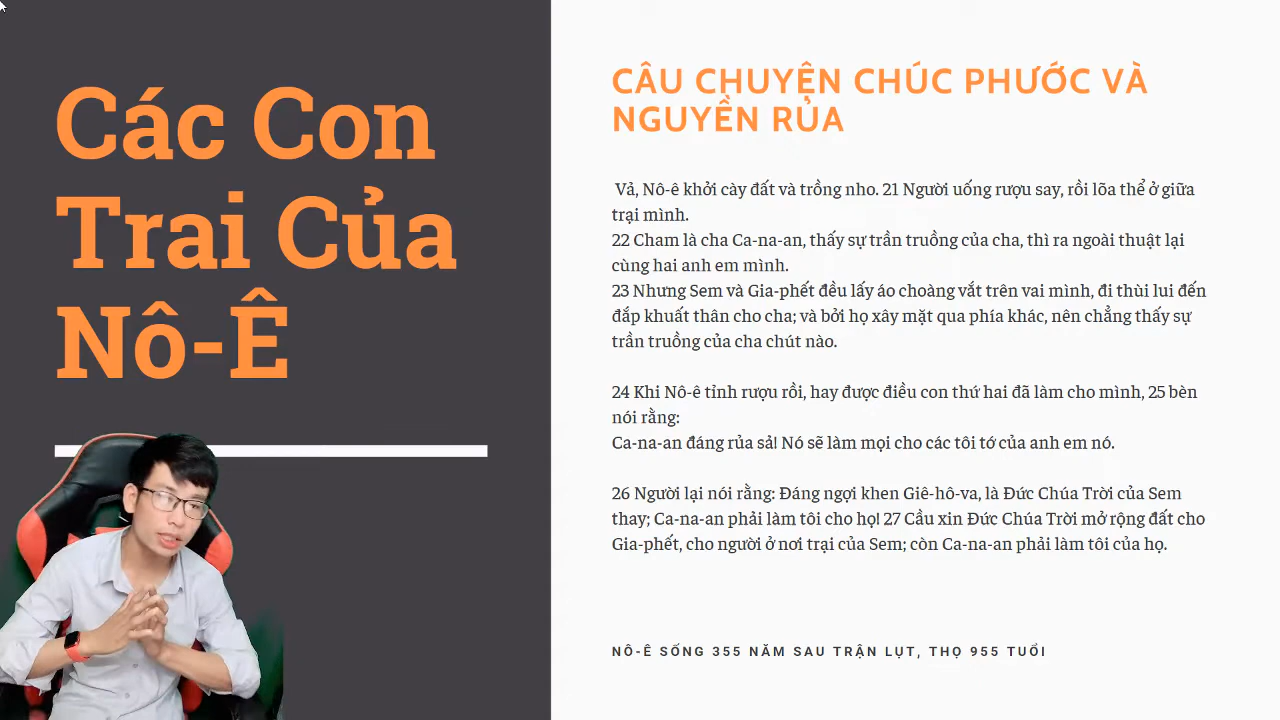 Các Con
Trai Của
Nô-Ê
CÂU CHUYỆN CHÚC PHƯỚC VÀ
NGUYỀN RỦA
Vả, Nô-ê khởi cày đất và trồng nho. 21 Người uống rượu say, rồi lõa thể ở giữa
trại mình.
22 Cham là cha Ca-na-an, thấy sự trần truồng của cha, thì ra ngoài thuật lại
cùng hai anh em mình.
23 Nhưng Sem và Gia-phết đều lấy áo choàng vắt trên vai mình, đi thùi lui đến
đắp khuất thân cho cha; và bởi họ xây mặt qua phía khác, nên chẳng thấy sự
trần truồng của cha chút nào.
24 Khi Nô-ê tỉnh rượu rồi, hay được điều con thứ hai đã làm cho mình, 25 bèn
nói rằng:
Ca-na-an đáng rủa sả! Nó sẽ làm mọi cho các tôi tớ của anh em nó.
26 Người lại nói rằng: Đáng ngợi khen Giê-hô-va, là Đức Chúa Trời của Sem
thay; Ca-na-an phải làm tôi cho họ! 27 Cầu xin Đức Chúa Trời mở rộng đất cho
Gia-phết, cho người ở nơi trại của Sem; còn Ca-na-an phải làm tôi của họ.
NÔ-Ê SỐNG 355 NĂM SAU TRẬN LỤT, THỌ 955 TUỔI